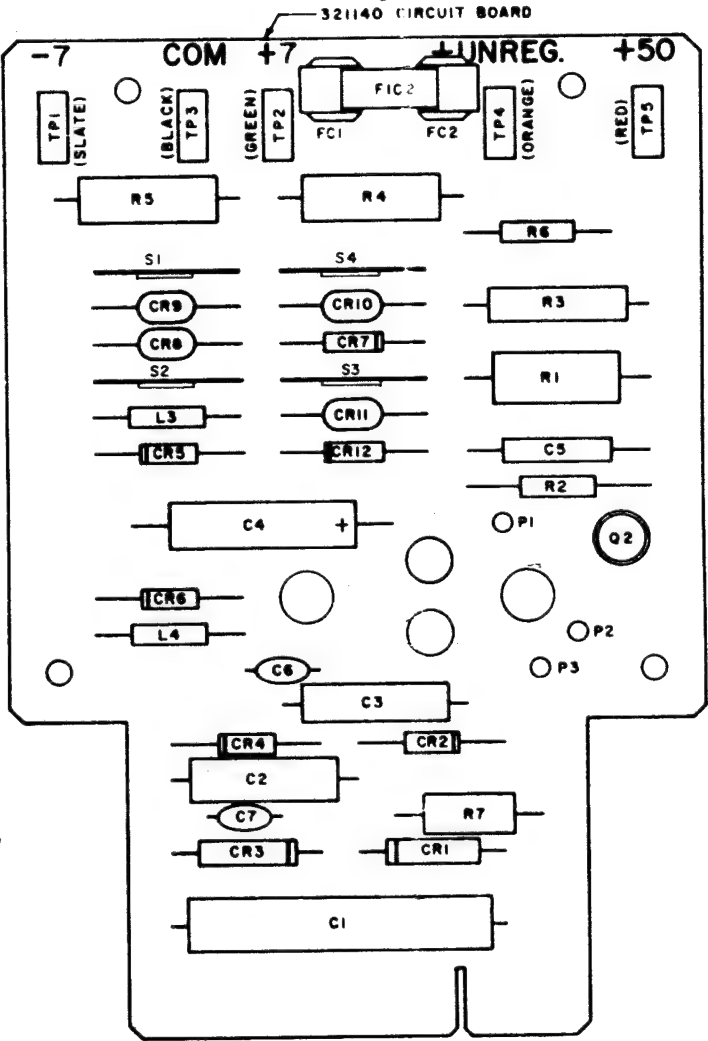 321140 CIRCUIT BOARD
-7 COM +7 +UNREG. +50
F1C2
FC1 FC2
TP1 (SLATE)
(BLACK) TP3
(GREEN) TP2
TP4 (ORANGE)
(RED) TP5
R5 R4
R6
S1 S4
CR9 CR10 R3
CR8 CR7
S2 S3 R1
L3 CR11
CR5 CR12 C5
R2
C4 + P1 Q2
CR6
L4 P2
C6 P3
C3
CR4 CR2
C2
C7 R7
CR3 CR1
C1